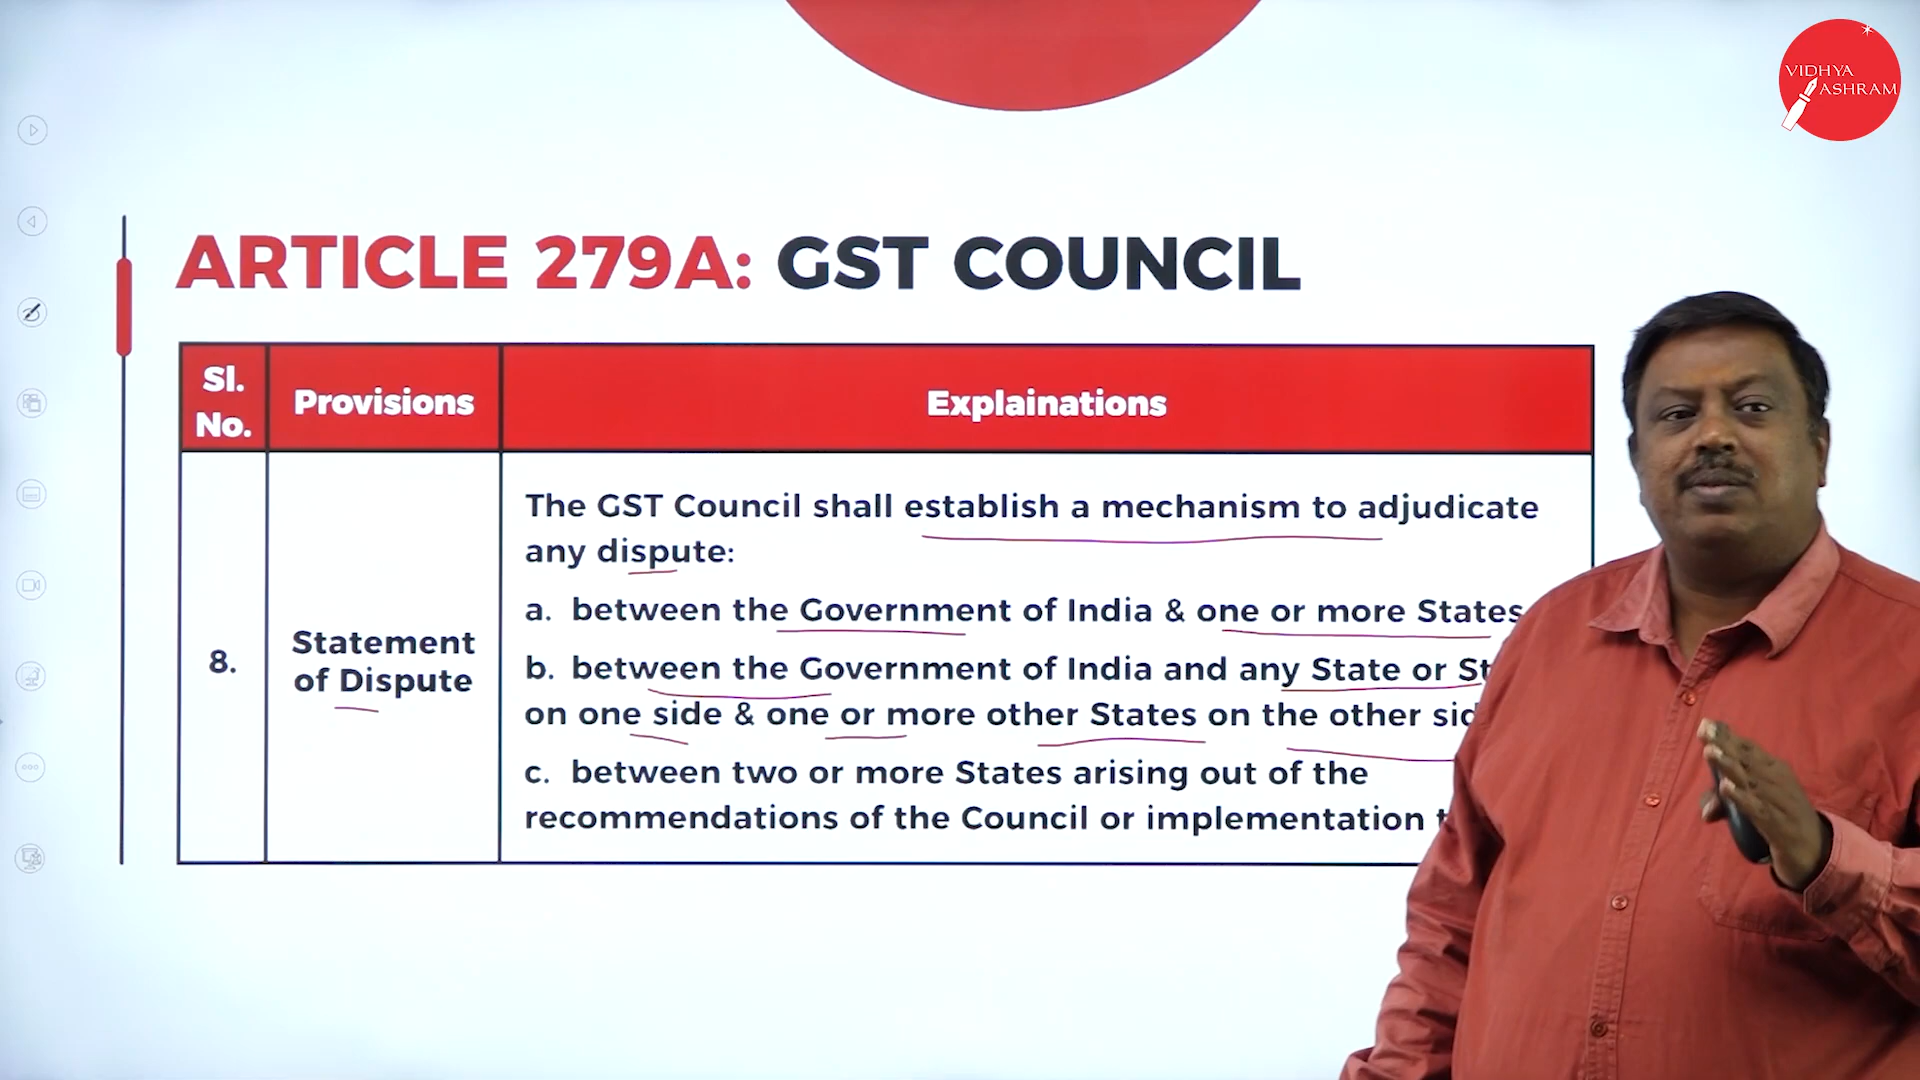 VIDHYA
ASHRAM
ARTICLE 279A: GST COUNCIL
Sl.
No.
Provisions
Explainations
8.
Statement
of Dispute
The GST Council shall establish a mechanism to adjudicate
any dispute:
a. between the Government of India & one or more States
b. between the Government of India and any State or
on one side & one or more other States on the other
c. between two or more States arising out of the
recommendations of the Council or implementation